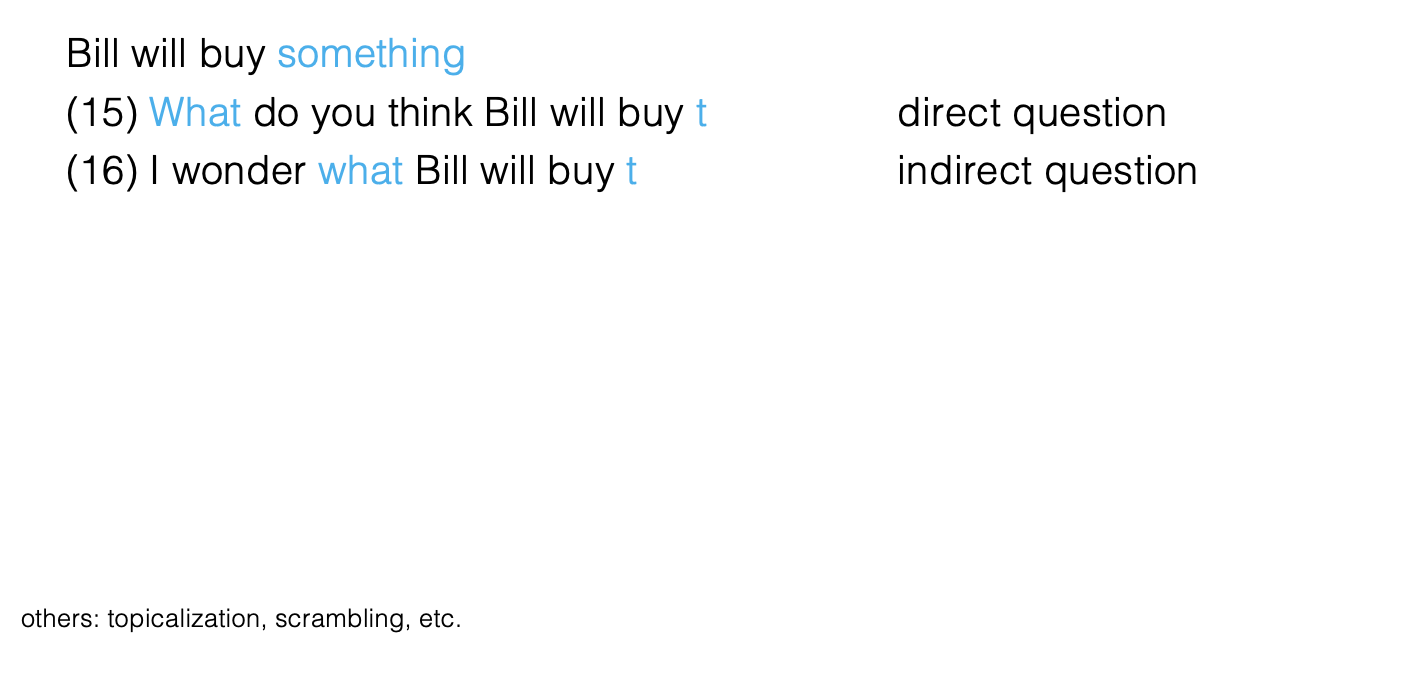 Bill will buy something
(15) What do you think Bill will buy t direct question
(16) I wonder what Bill will buy t indirect question
others: topicalization, scrambling, etc.